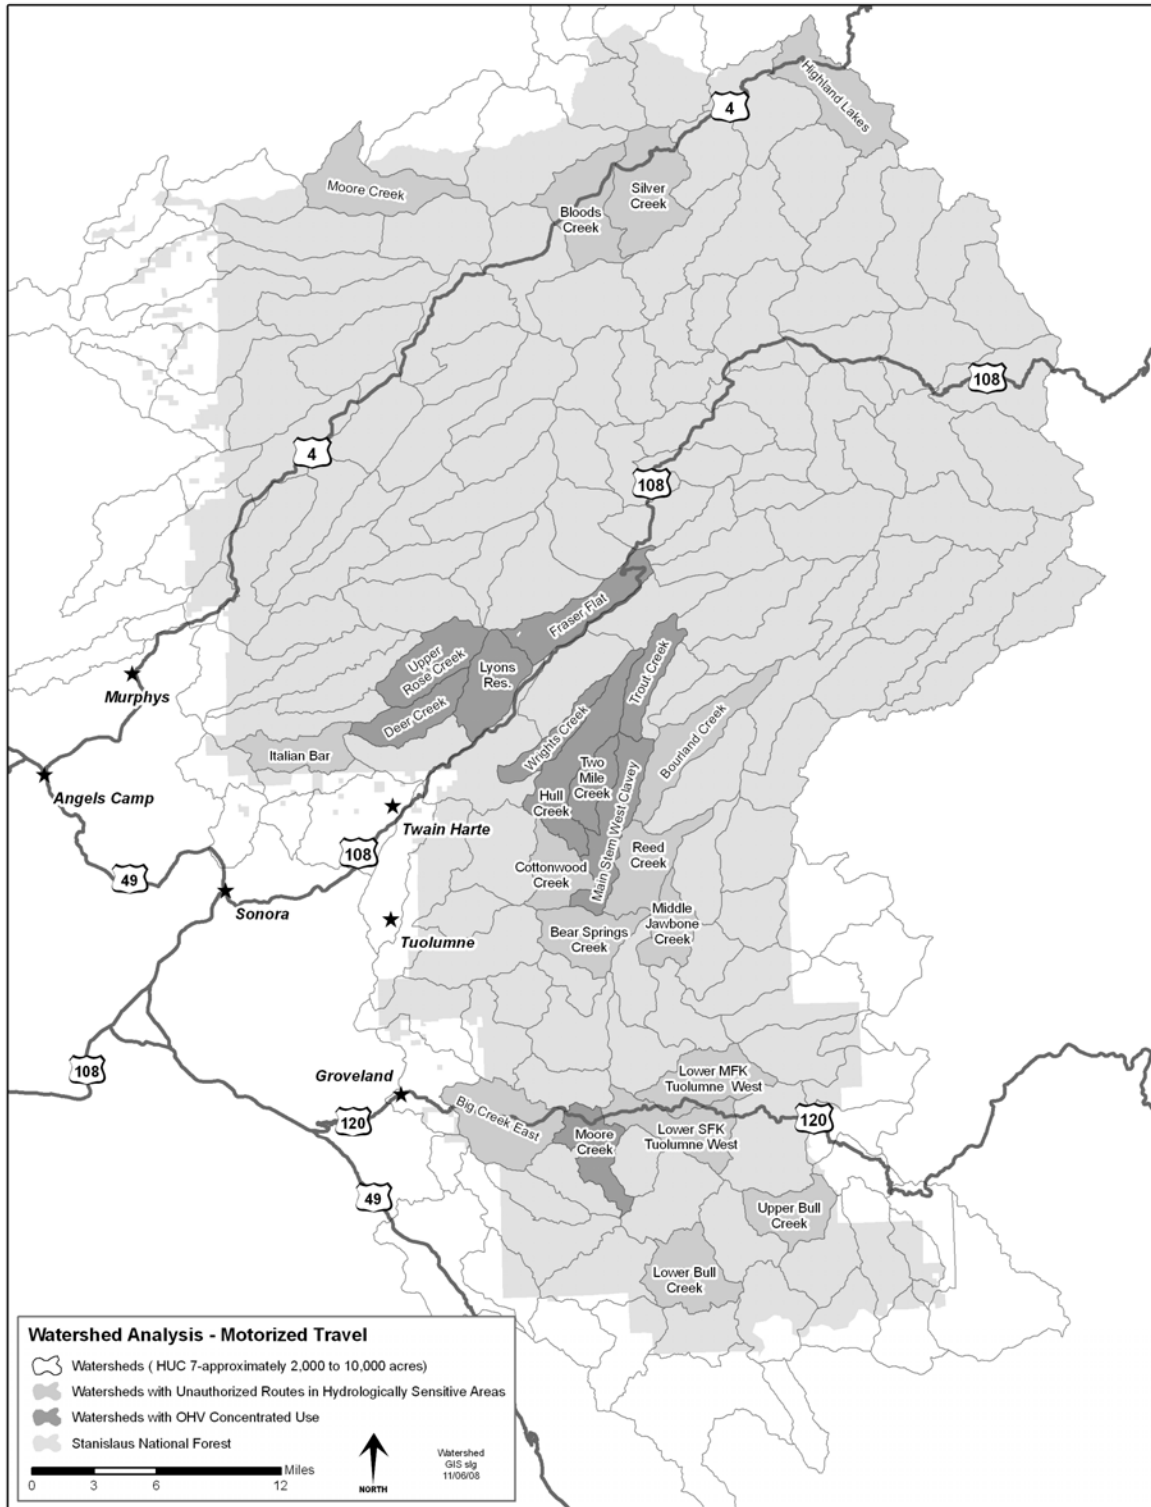 4
Highland Lakes
Moore Creek
Silver
Creek
Bloods
Creek
108
4
108
Fraser Flat
Upper
Rose Creek
Lyons
Res.
Trout Creek
Murphys
Deer Creek
Wrights Creek
Bourland Creek
Italian Bar
Two
Mile
Creek
Angels Camp
Hull
Creek
Main Stem West Clavey
Twain Harte
108
Reed
Creek
49
Cottonwood
Creek
Sonora
Middle
Jawbone
Creek
Tuolumne
Bear Springs
Creek
108
Groveland
Lower MFK
Tuolumne West
Big Creek East
120
120
Moore
Creek
Lower SFK
Tuolumne West
49
Upper Bull
Creek
Lower Bull
Creek
Watershed Analysis - Motorized Travel
Watersheds ( HUC 7-approximately 2,000 to 10,000 acres)
Watersheds with Unauthorized Routes in Hydrologically Sensitive Areas
Watersheds with OHV Concentrated Use
Stanislaus National Forest
Miles
0 3 6 12
NORTH
Watershed
GIS slg
11/06/08